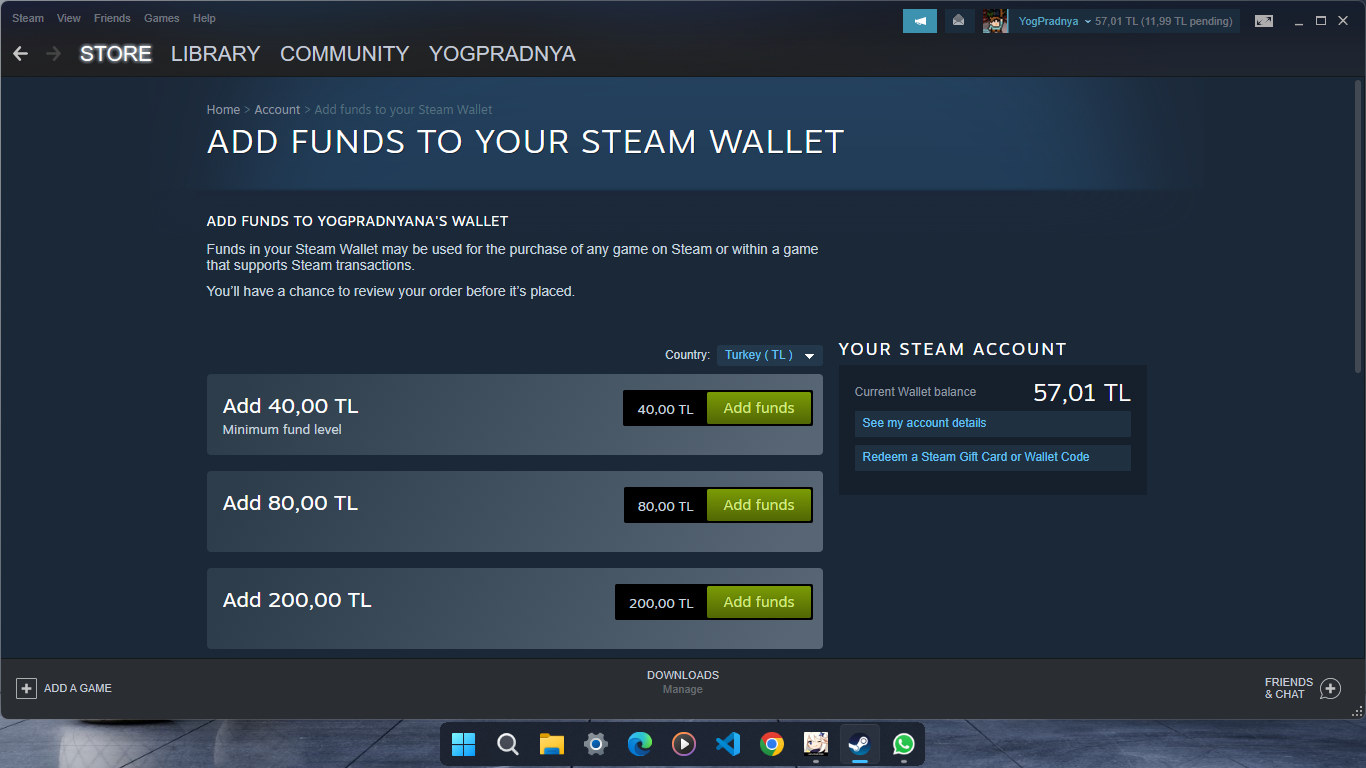 Steam View Friends Games Help
YogPradnya 57,01 TL (11,99 TL pending)
STORE LIBRARY COMMUNITY YOGPRADNYA
Home > Account > Add funds to your Steam Wallet
ADD FUNDS TO YOUR STEAM WALLET
ADD FUNDS TO YOGPRADNYANA'S WALLET
Funds in your Steam Wallet may be used for the purchase of any game on Steam or within a game
that supports Steam transactions.
You'll have a chance to review your order before it's placed.
Country: Turkey ( TL )
Add 40,00 TL
Minimum fund level
40,00 TL Add funds
Add 80,00 TL
80,00 TL Add funds
Add 200,00 TL
200,00 TL Add funds
YOUR STEAM ACCOUNT
Current Wallet balance 57,01 TL
See my account details
Redeem a Steam Gift Card or Wallet Code
ADD A GAME
DOWNLOADS
Manage
FRIENDS
& CHAT